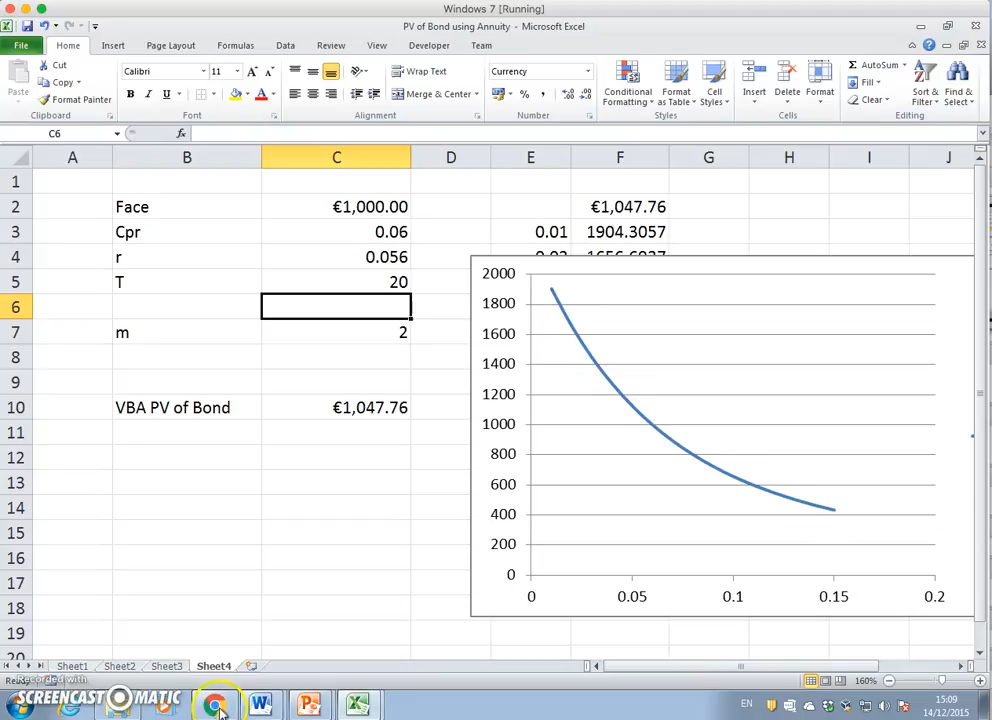 Windows 7 [Running]
PV of Bond using Annuity - Microsoft Excel
File Home Insert Page Layout Formulas Data Review View Developer Team
Paste Cut Copy Format Painter
Calibri 11
B I U A A A
Wrap Text
Merge & Center
Currency
% ,
Conditional Formatting
Format as Table
Cell Styles
Insert Delete Format
Σ AutoSum
Fill
Clear
Sort & Filter
Find & Select
Clipboard Font Alignment Number Styles Cells Editing
C6 fx
A B C D E F G H I J
1
2 Face €1,000.00 €1,047.76
3 Cpr 0.06 0.01 1904.3057
4 r 0.056
5 T 20
6
7 m 2
8
9
10 VBA PV of Bond €1,047.76
11
12
13
14
15
16
17
18
19
20
2000
1800
1600
1400
1200
1000
800
600
400
200
0
0 0.05 0.1 0.15 0.2
Sheet1 Sheet2 Sheet3 Sheet4
Recorded with
SCREENCAST O MATIC
160%
EN
15:09
14/12/2015